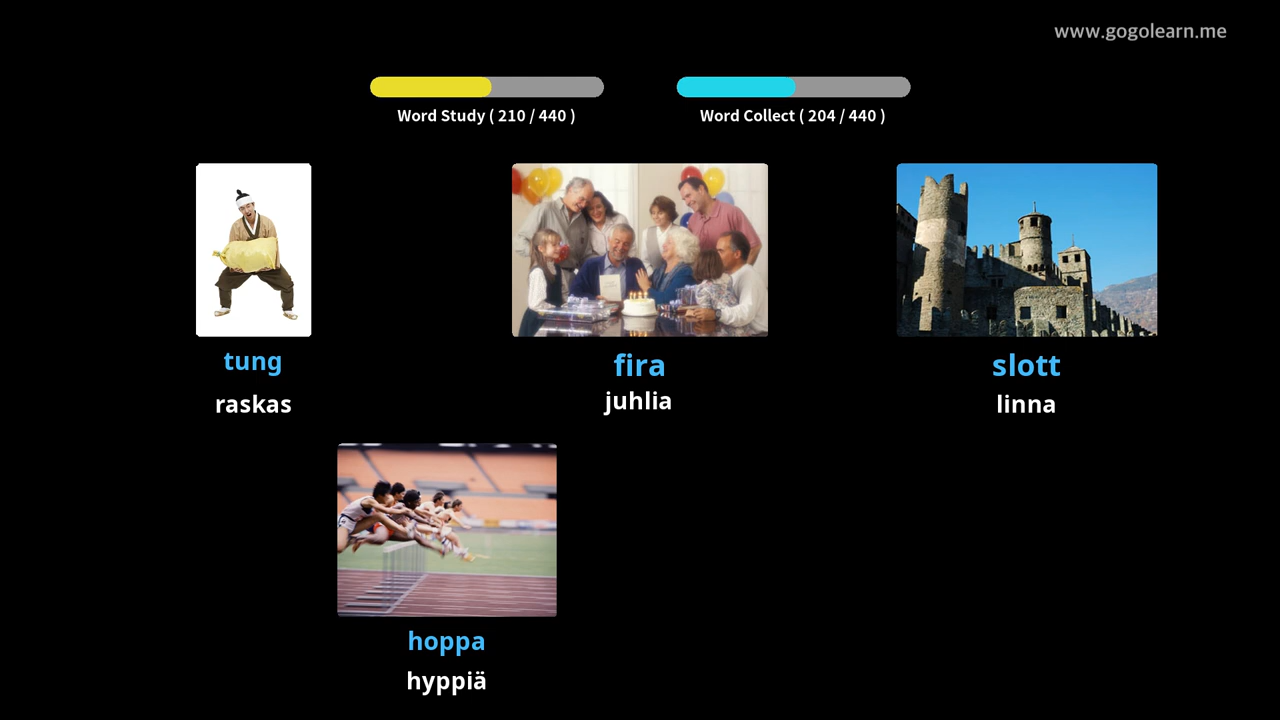 www.gogolearn.me
Word Study ( 210 / 440 )
Word Collect ( 204 / 440 )
tung
raskas
fira
juhlia
slott
linna
hoppa
hyppiä